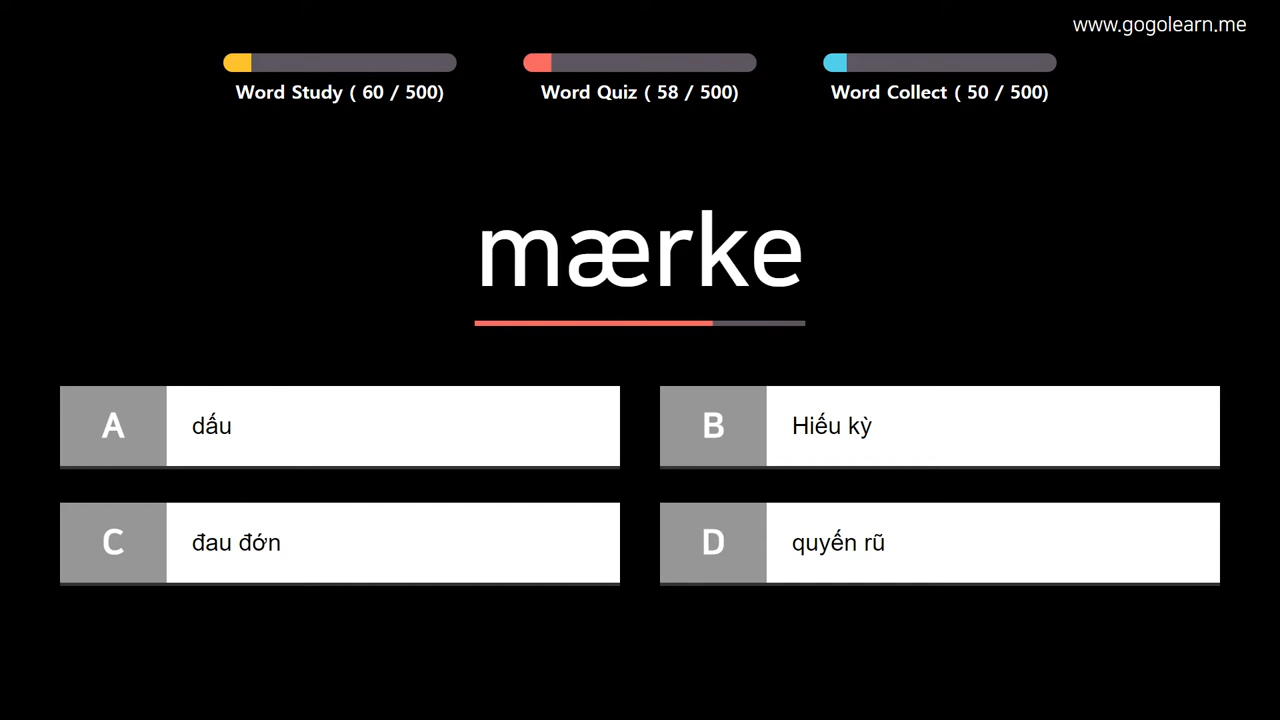 www.gogolearn.me
Word Study ( 60 / 500)
Word Quiz ( 58 / 500)
Word Collect ( 50 / 500)
mærke
A
dấu
B
Hiếu kỳ
C
đau đớn
D
quyến rũ